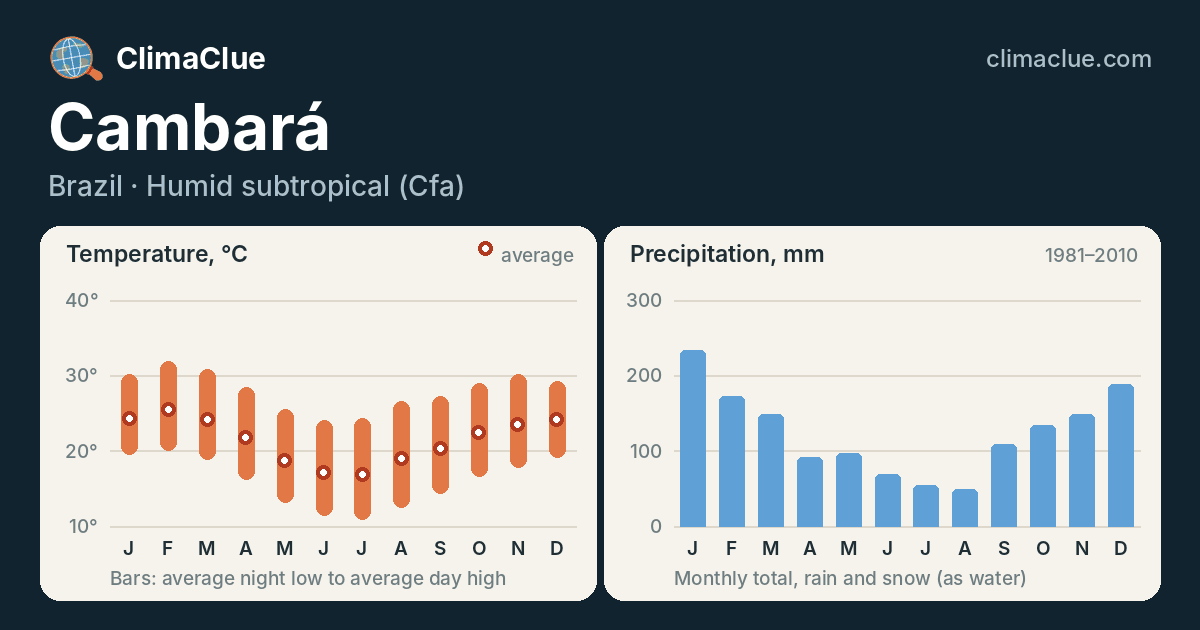 ClimaClue
climaclue.com
Cambará
Brazil · Humid subtropical (Cfa)
Temperature, °C
average
40°
30°
20°
10°
J F M A M J J A S O N D
Bars: average night low to average day high
Precipitation, mm
1981–2010
300
200
100
0
J F M A M J J A S O N D
Monthly total, rain and snow (as water)